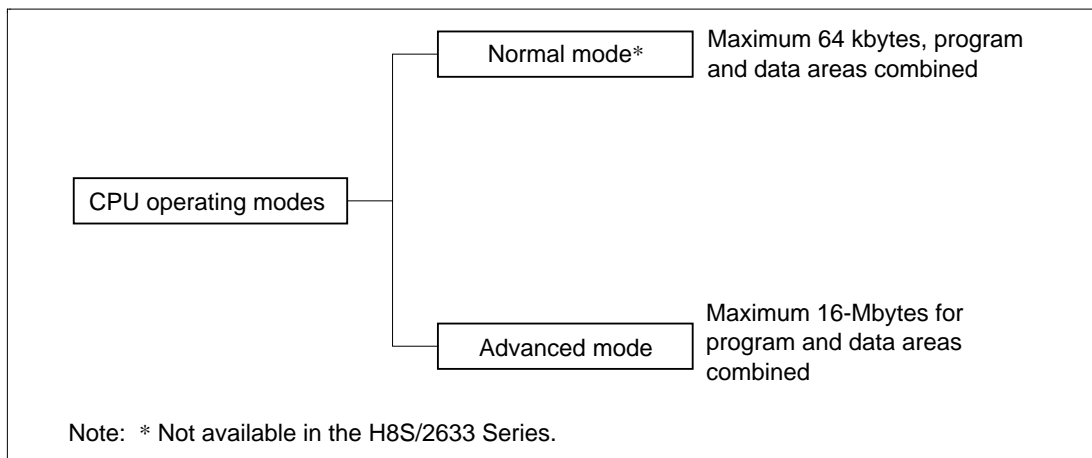 Normal mode*
Maximum 64 kbytes, program
and data areas combined
CPU operating modes
Advanced mode
Maximum 16-Mbytes for
program and data areas
combined
Note: * Not available in the H8S/2633 Series.